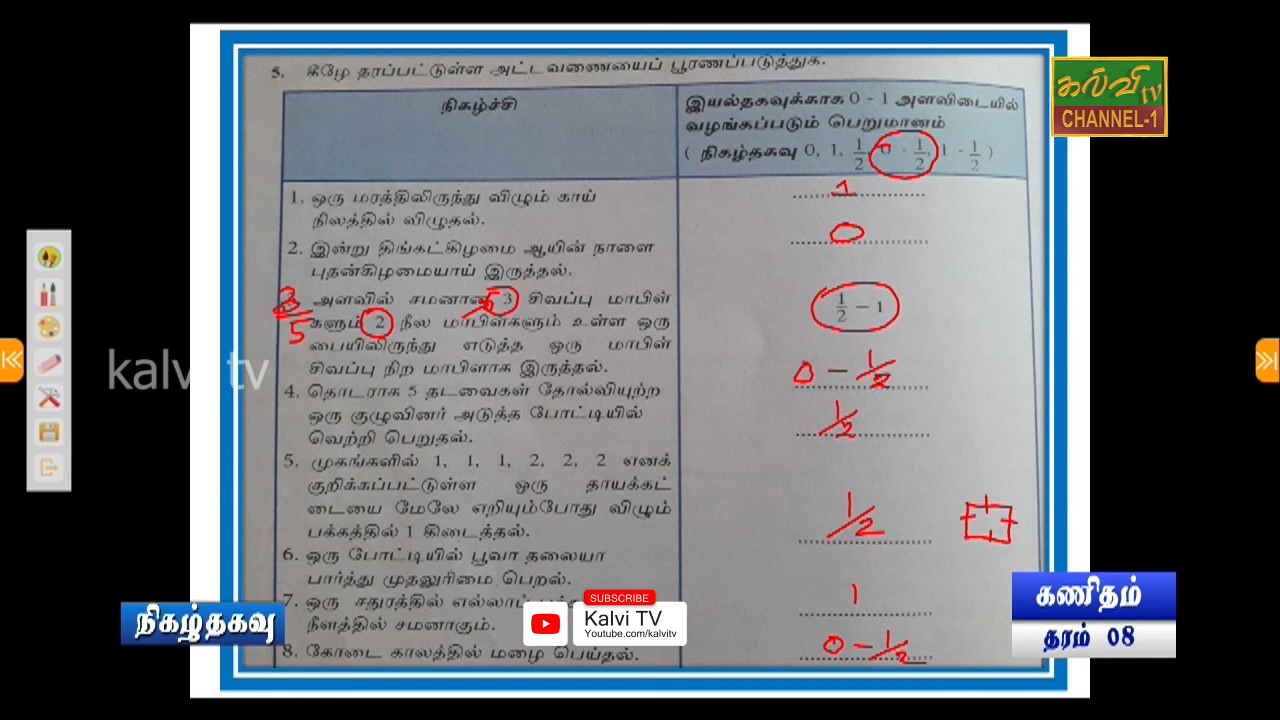 5. கீழே தரப்பட்டுள்ள அட்டவணையைப் பூரணப்படுத்துக.
நிகழ்ச்சி
இயல்தகவுக்காக 0 - 1 அளவிடையில்
வழங்கப்படும் பெறுமானம்
( நிகழ்தகவு 0, 1, 1/2, 0 - 1/2, 1 - 1/2 )
1. ஒரு மரத்திலிருந்து விழும் காய்
நிலத்தில் விழுதல்.
1
2. இன்று திங்கட்கிழமை ஆயின் நாளை
புதன்கிழமையாய் இருத்தல்.
0
3/5
அளவில் சமனான 3 சிவப்பு மாபிள்
5
களும் 2 நீல மாபிள்களும் உள்ள ஒரு
பையிலிருந்து எடுத்த ஒரு மாபிள்
சிவப்பு நிற மாபிளாக இருத்தல்.
1/2 - 1
4. தொடராக 5 தடவைகள் தோல்வியுற்ற
ஒரு குழுவினர் அடுத்த போட்டியில்
வெற்றி பெறுதல்.
0 - 1/2
5. முகங்களில் 1, 1, 1, 2, 2, 2 எனக்
குறிக்கப்பட்டுள்ள ஒரு தாயக்கட்
டையை மேலே எறியும்போது விழும்
பக்கத்தில் 1 கிடைத்தல்.
1/2
6. ஒரு போட்டியில் பூவா தலையா
பார்த்து முதலுரிமை பெறல்.
1/2
7. ஒரு சதுரத்தில் எல்லாப்
நீளத்தில் சமனாகும்.
1
8. கோடை காலத்தில் மழை பெய்தல்.
0 - 1/2
கல்வி tv
CHANNEL-1
kalvi tv
நிகழ்தகவு
SUBSCRIBE
Kalvi TV
Youtube.com/kalvitv
கணிதம்
தரம் 08